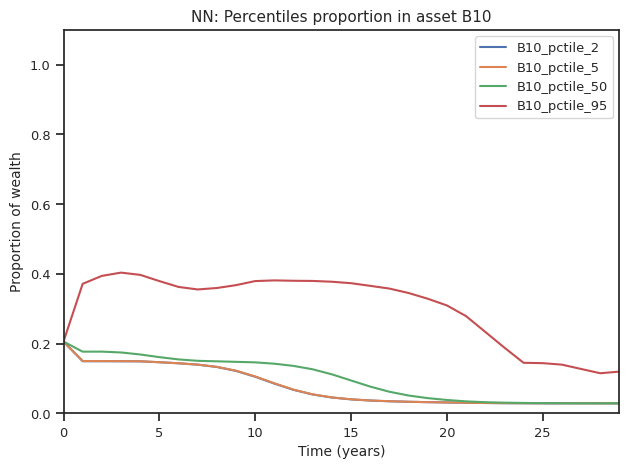 NN: Percentiles proportion in asset B10
B10_pctile_2
B10_pctile_5
B10_pctile_50
B10_pctile_95
Proportion of wealth
1.0
0.8
0.6
0.4
0.2
0.0
0 5 10 15 20 25
Time (years)